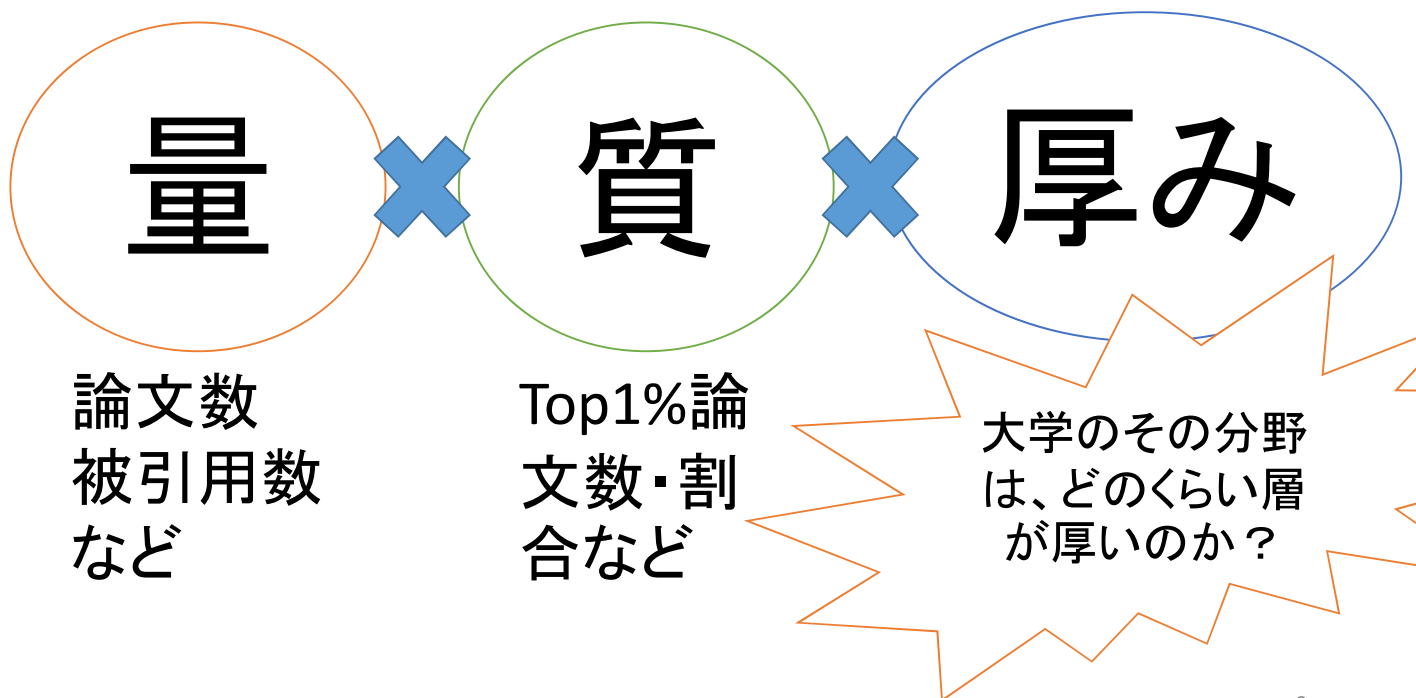 量
質
厚み
論文数
被引用数
など
Top1%論
文数・割
合など
大学のその分野
は、どのくらい層
が厚いのか？